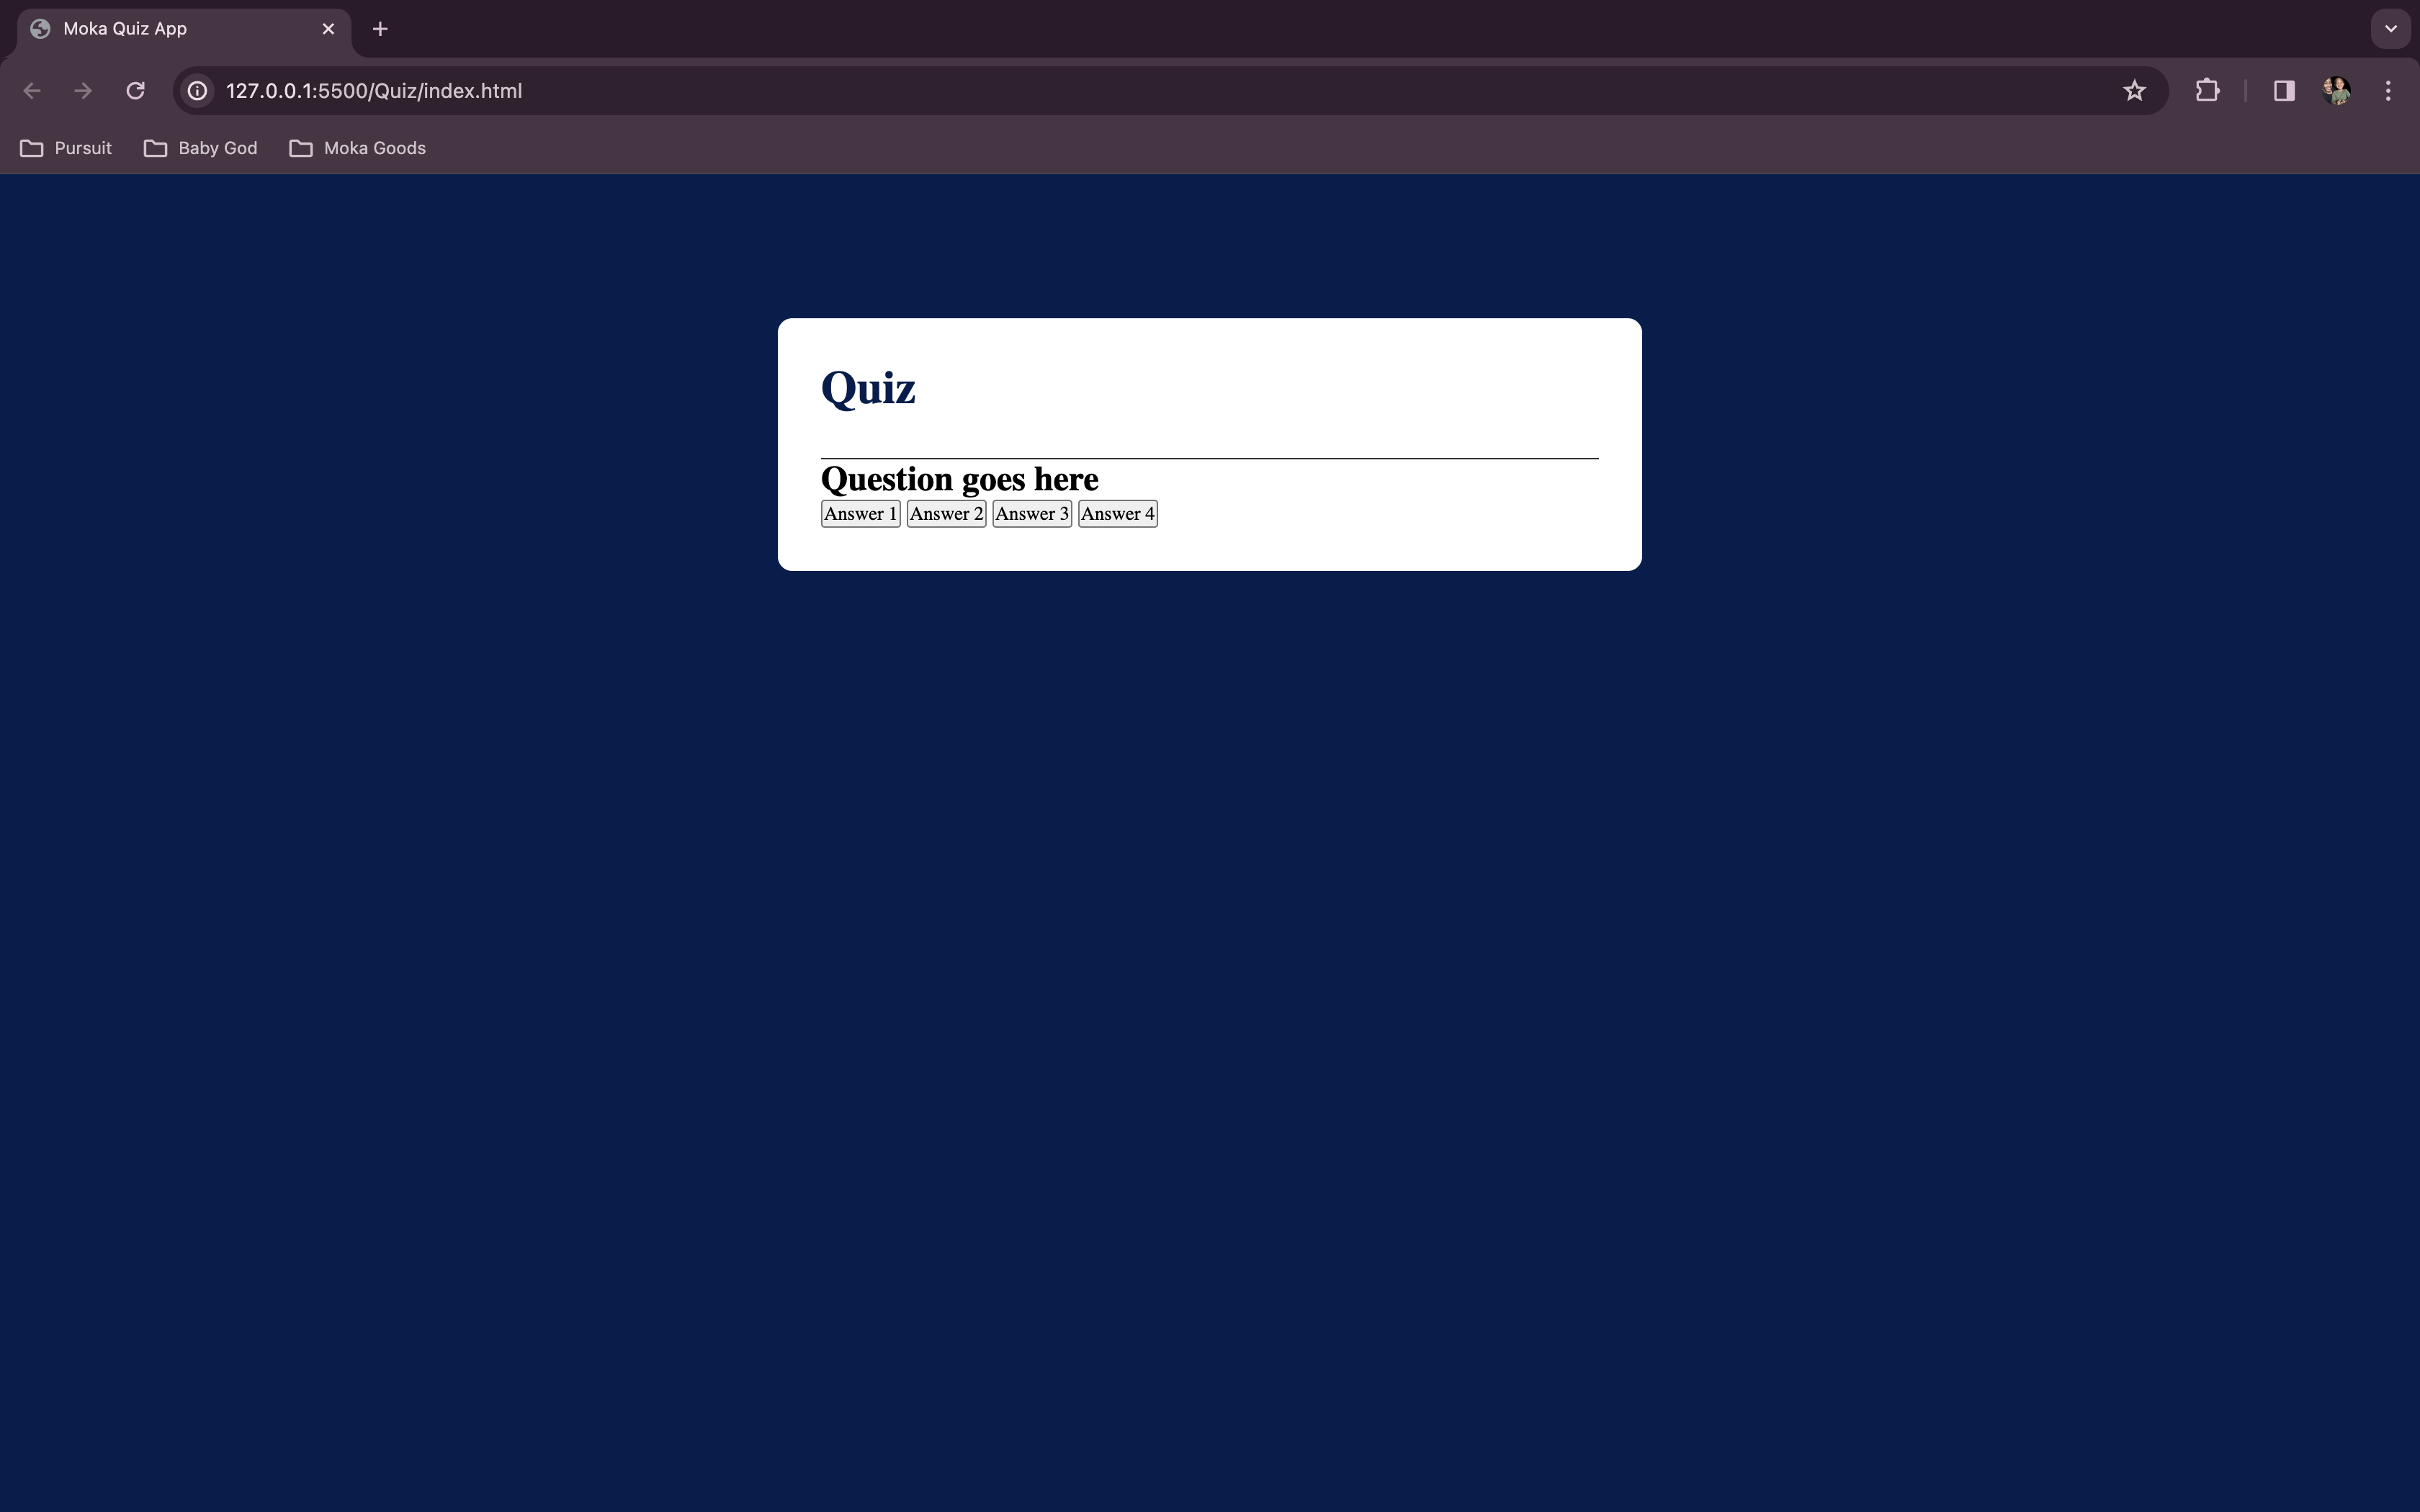 Moka Quiz App
127.0.0.1:5500/Quiz/index.html
Pursuit Baby God Moka Goods
Quiz
Question goes here
Answer 1 Answer 2 Answer 3 Answer 4